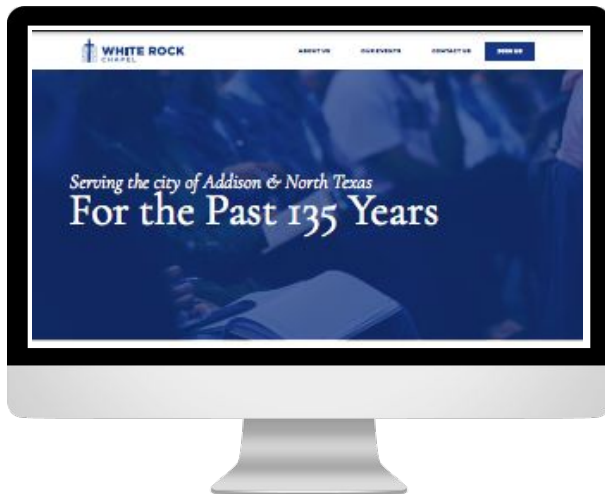 WHITE ROCK
CHAPEL
ABOUT US OUR EVENTS CONTACT US JOIN US
Serving the city of Addison & North Texas
For the Past 135 Years